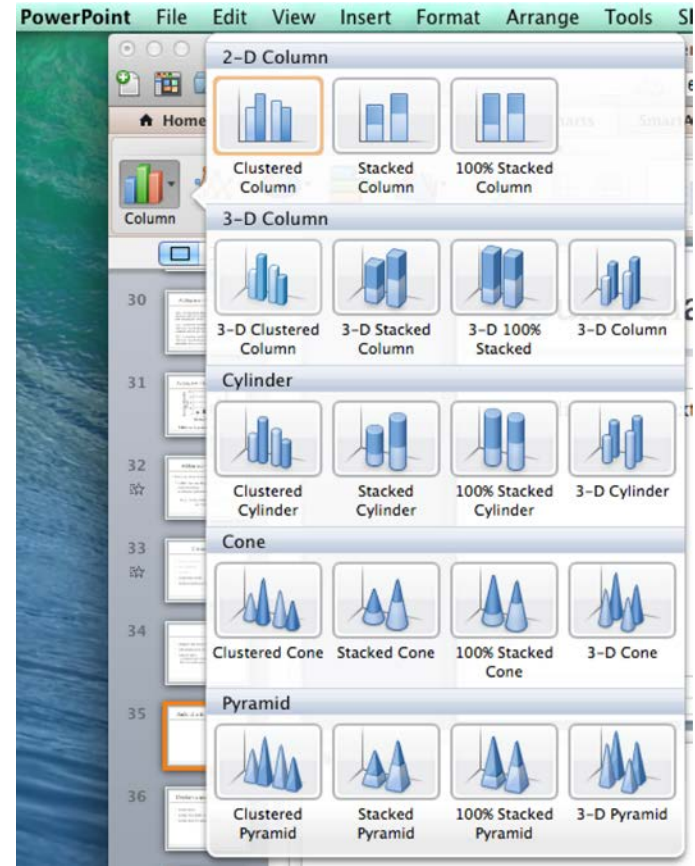 PowerPoint File Edit View Insert Format Arrange Tools
Home
Charts
Column
2-D Column
Clustered Column
Stacked Column
100% Stacked Column
3-D Column
3-D Clustered Column
3-D Stacked Column
3-D 100% Stacked
3-D Column
Cylinder
Clustered Cylinder
Stacked Cylinder
100% Stacked Cylinder
3-D Cylinder
Cone
Clustered Cone
Stacked Cone
100% Stacked Cone
3-D Cone
Pyramid
Clustered Pyramid
Stacked Pyramid
100% Stacked Pyramid
3-D Pyramid
30
31
32
33
34
35
36